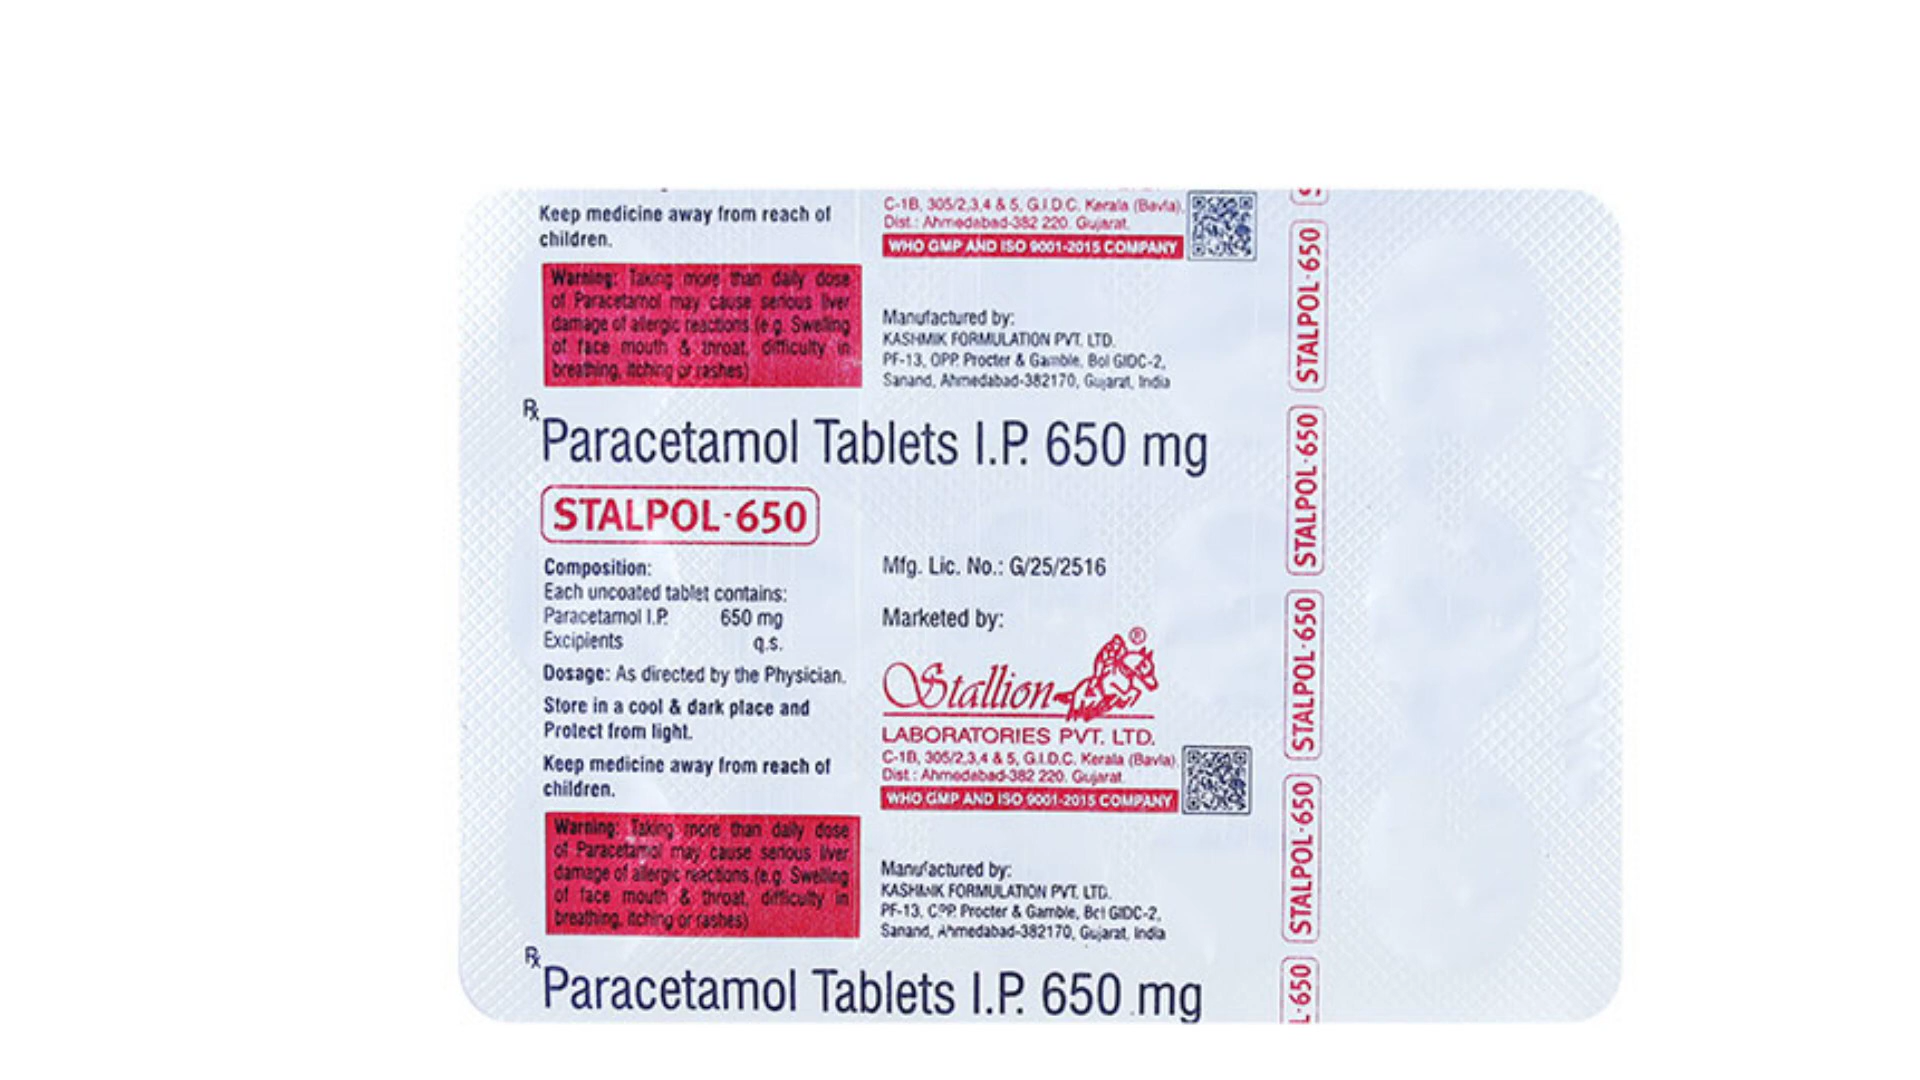 Keep medicine away from reach of
children.
Warning: Taking more than daily dose
of Paracetamol may cause serious liver
damage of allergic reactions.(e.g. Swelling
of face mouth & throat, difficulty in
breathing, itching or rashes)
C-1B, 305/2,3,4 & 5, G.I.D.C. Kerala (Bavla),
Dist.: Ahmedabad-382 220. Gujarat.
WHO GMP AND ISO 9001-2015 COMPANY
Manufactured by:
KASHMIK FORMULATION PVT. LTD.
PF-13, OPP. Procter & Gamble, Bol GIDC-2,
Sanand, Ahmedabad-382170, Gujarat, India
Rx
Paracetamol Tablets I.P. 650 mg
STALPOL-650
Composition:
Each uncoated tablet contains:
Paracetamol I.P. 650 mg
Excipients q.s.
Dosage: As directed by the Physician.
Store in a cool & dark place and
Protect from light.
Keep medicine away from reach of
children.
Warning: Taking more than daily dose
of Paracetamol may cause serious liver
damage of allergic reactions.(e.g. Swelling
of face mouth & throat, difficulty in
breathing, itching or rashes)
Mfg. Lic. No.: G/25/2516
Marketed by:
Stallion ®
LABORATORIES PVT. LTD.
C-1B, 305/2,3,4 & 5, G.I.D.C. Kerala (Bavla),
Dist.: Ahmedabad-382 220. Gujarat.
WHO GMP AND ISO 9001-2015 COMPANY
Manufactured by:
KASHMIK FORMULATION PVT. LTD.
PF-13, OPP. Procter & Gamble, Bol GIDC-2,
Sanand, Ahmedabad-382170, Gujarat, India
Rx
Paracetamol Tablets I.P. 650 mg
STALPOL-650
STALPOL-650
STALPOL-650
STALPOL-650
L-650